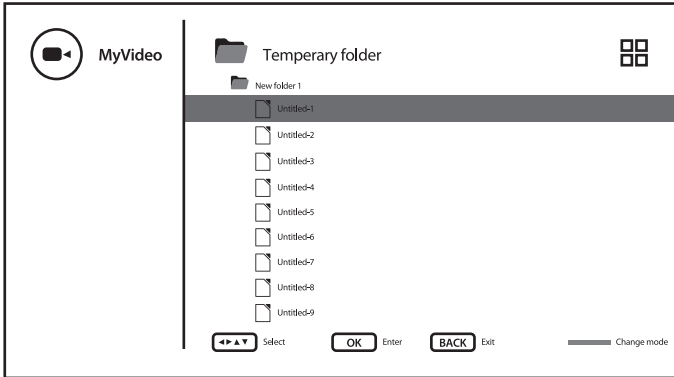 MyVideo
Temperary folder
New folder 1
Untitled-1
Untitled-2
Untitled-3
Untitled-4
Untitled-5
Untitled-6
Untitled-7
Untitled-8
Untitled-9
◄►▲▼ Select OK Enter BACK Exit Change mode